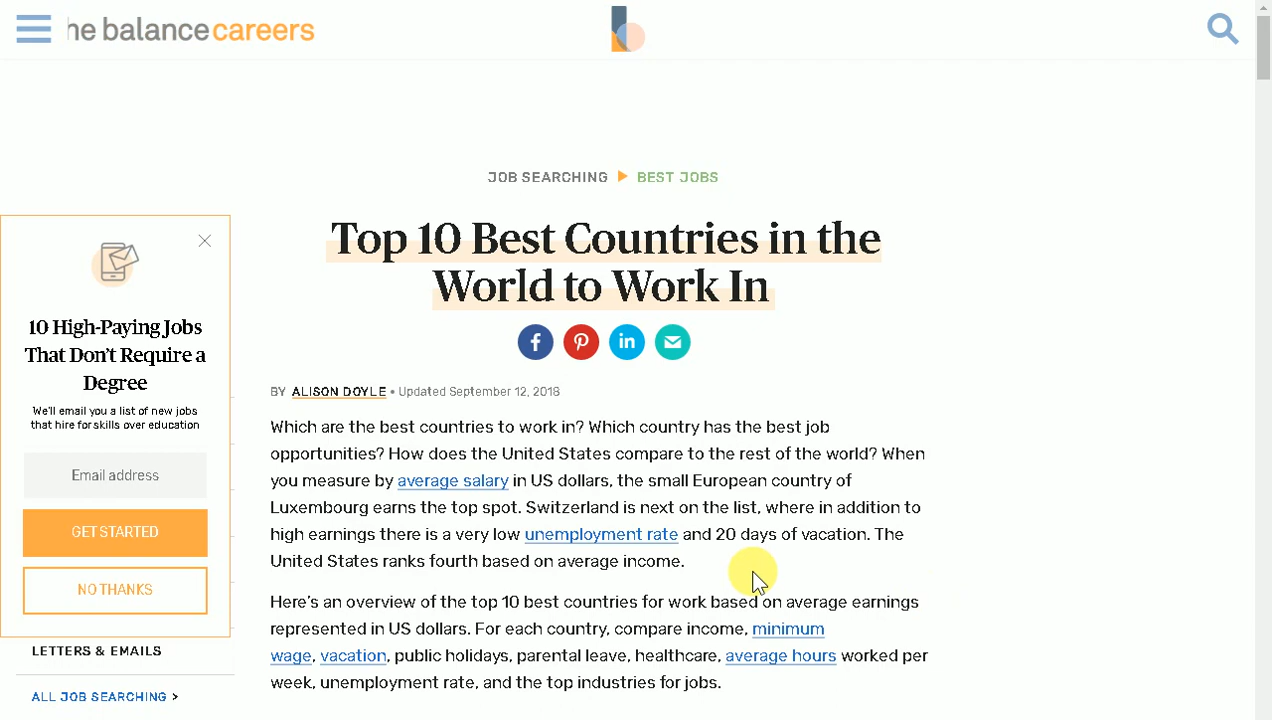 he balancecareers
JOB SEARCHING BEST JOBS
Top 10 Best Countries in the
World to Work In
BY ALISON DOYLE • Updated September 12, 2018
Which are the best countries to work in? Which country has the best job
opportunities? How does the United States compare to the rest of the world? When
you measure by average salary in US dollars, the small European country of
Luxembourg earns the top spot. Switzerland is next on the list, where in addition to
high earnings there is a very low unemployment rate and 20 days of vacation. The
United States ranks fourth based on average income.
Here's an overview of the top 10 best countries for work based on average earnings
represented in US dollars. For each country, compare income, minimum
wage, vacation, public holidays, parental leave, healthcare, average hours worked per
week, unemployment rate, and the top industries for jobs.
10 High-Paying Jobs
That Don't Require a
Degree
We'll email you a list of new jobs
that hire for skills over education
Email address
GET STARTED
NO THANKS
LETTERS & EMAILS
ALL JOB SEARCHING >